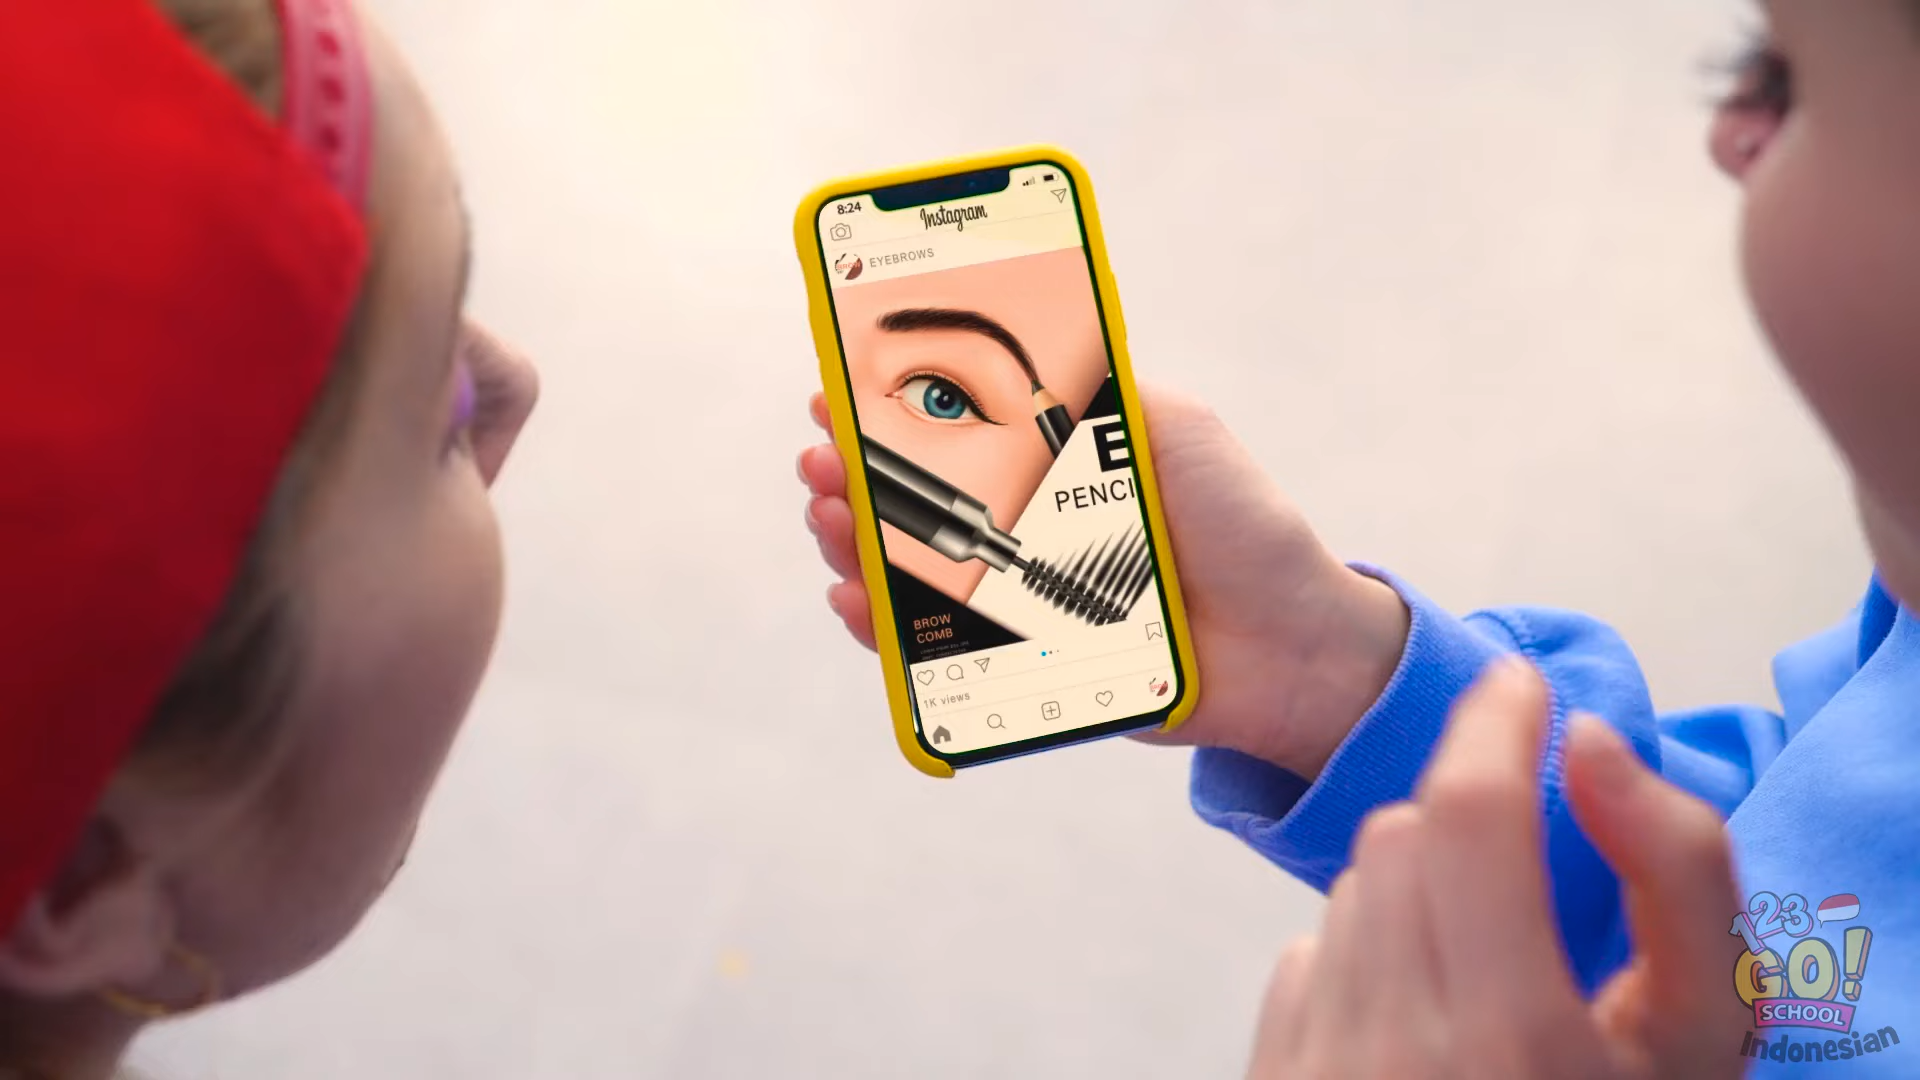 8:24
Instagram
EYEBROWS
E
PENCI
BROW
COMB
1K views
123
GO!
SCHOOL
Indonesian